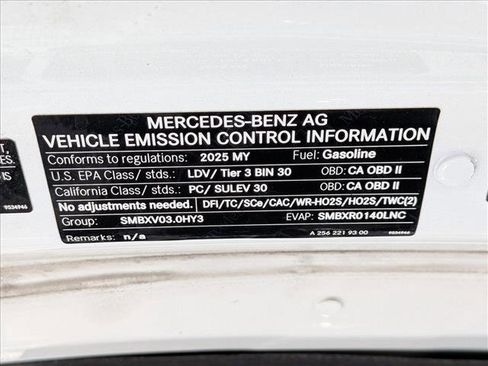 MERCEDES-BENZ AG
VEHICLE EMISSION CONTROL INFORMATION
Conforms to regulations: 2025 MY Fuel: Gasoline
U.S. EPA Class/ stds.: LDV/ Tier 3 BIN 30 OBD: CA OBD II
California Class/ stds.: PC/ SULEV 30 OBD: CA OBD II
No adjustments needed. DFI/TC/SCe/CAC/WR-HO2S/HO2S/TWC(2)
Group: SMBXV03.0HY3 EVAP: SMBXR0140LNC
Remarks: n/a A 256 221 93 00